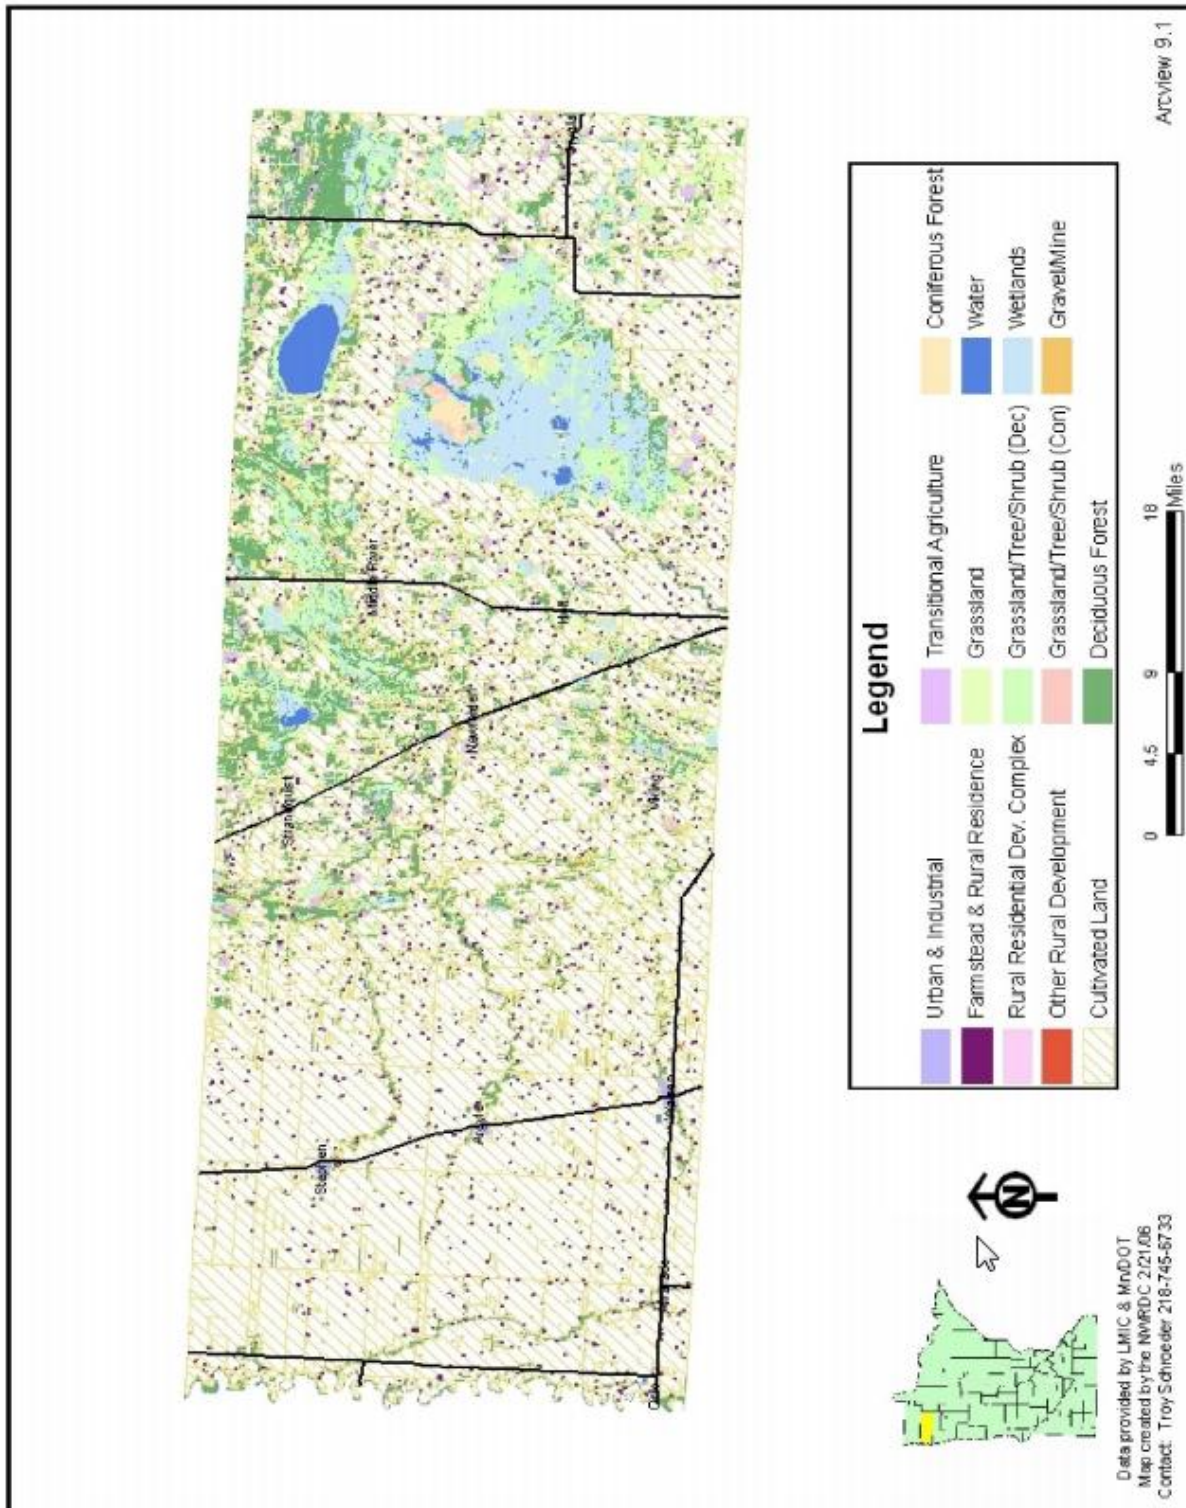 Arcview 9.1
Strandquist
Middle River
Stephen
Newfolden
Holt
Argyle
Viking
Legend
Urban & Industrial
Farmstead & Rural Residence
Rural Residential Dev. Complex
Other Rural Development
Cultivated Land
Transitional Agriculture
Grassland
Grassland/Tree/Shrub (Dec)
Grassland/Tree/Shrub (Con)
Deciduous Forest
Coniferous Forest
Water
Wetlands
Gravel/Mine
N
0 4.5 9 18
Miles
Data provided by LMIC & Mn/DOT
Map created by the NWRDC 2/21/06
Contact: Troy Schroeder 218-745-6733